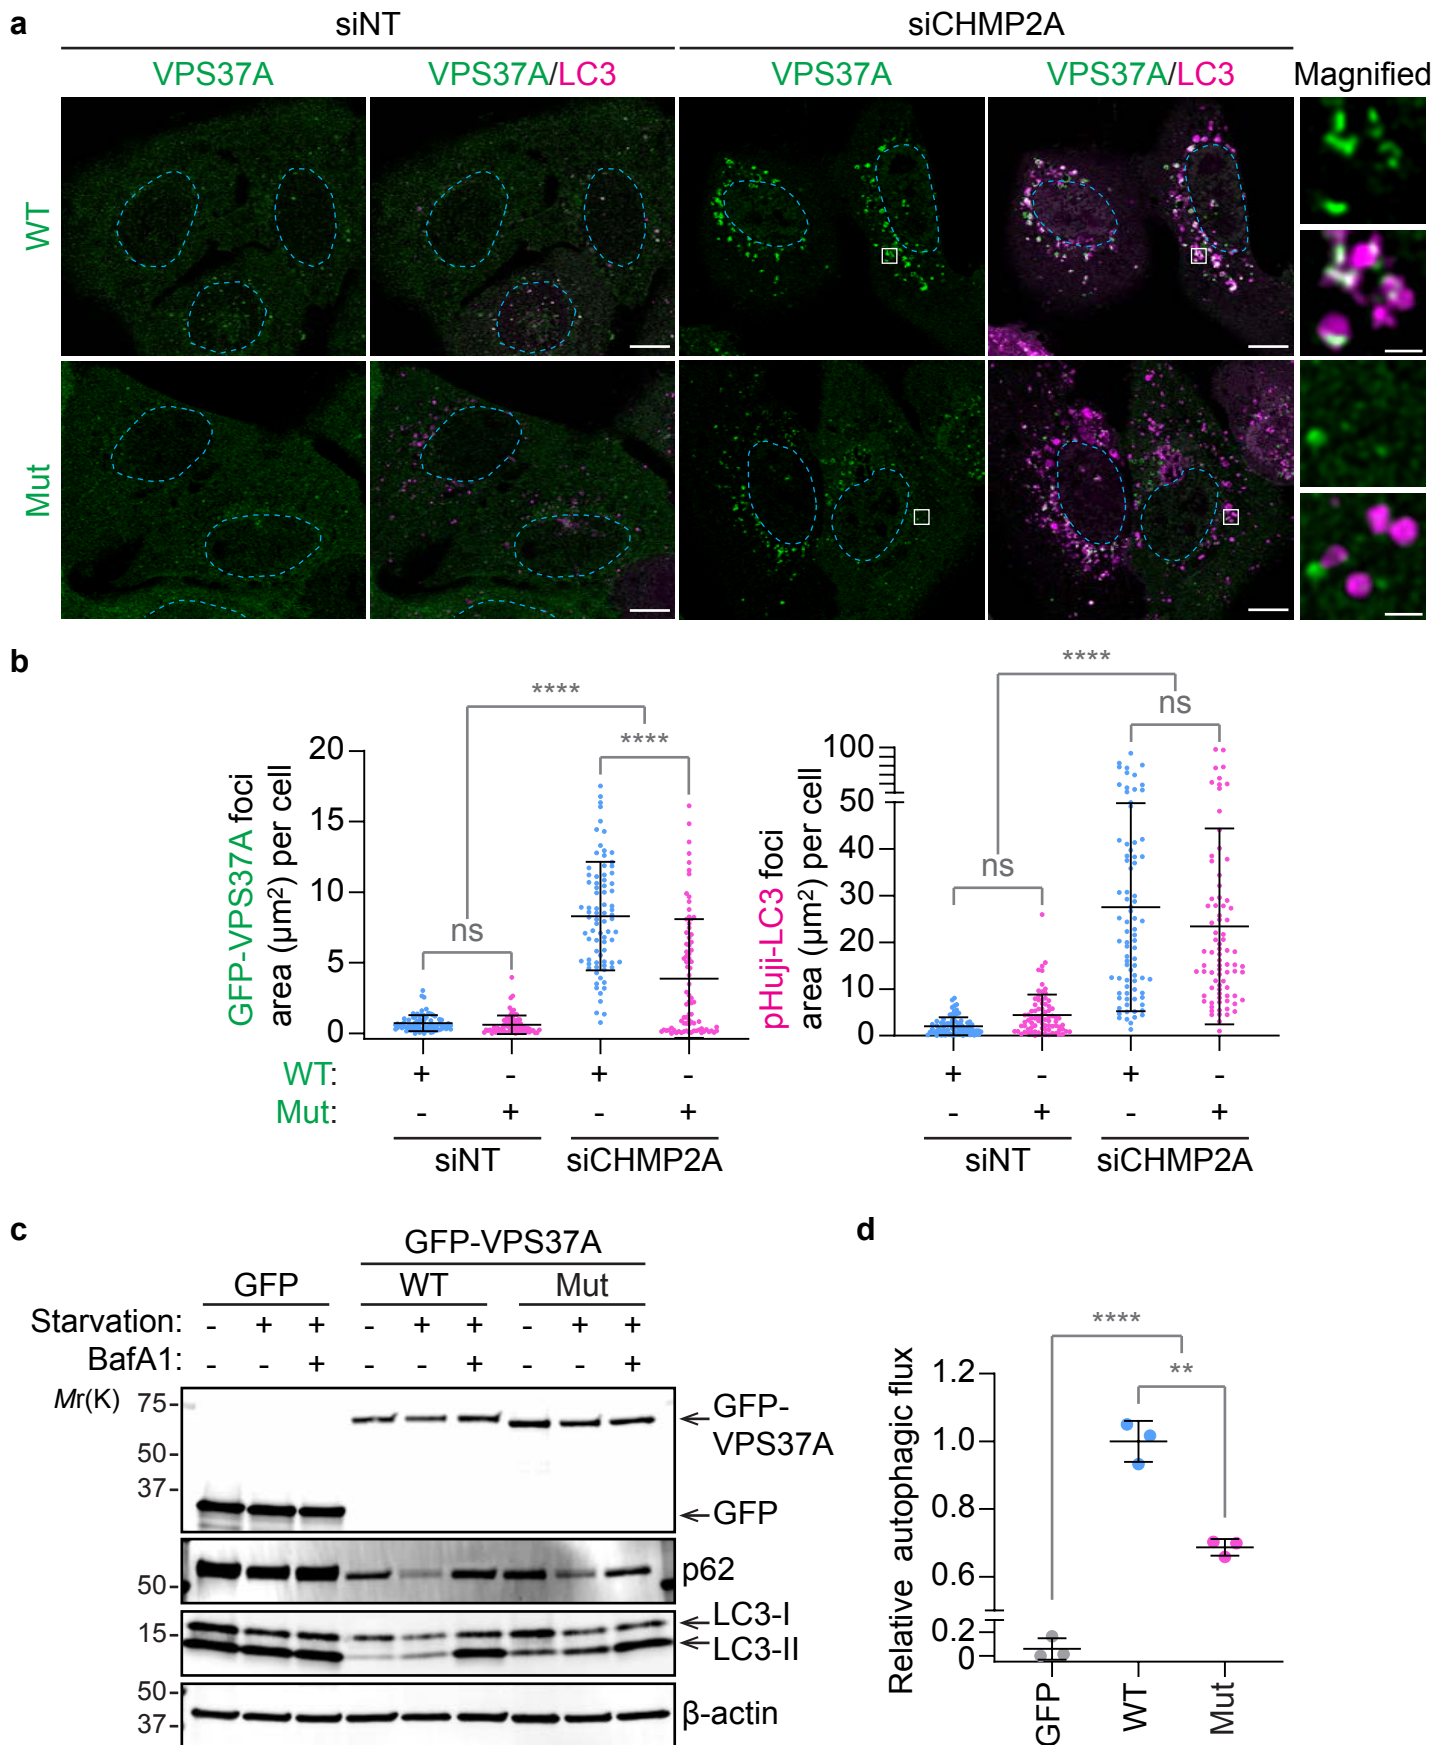 a
siNT siCHMP2A
VPS37A VPS37A/LC3 VPS37A VPS37A/LC3 Magnified
WT
Mut
b
GFP-VPS37A foci
area (µm²) per cell
20
15
10
5
0
ns
****
****
WT: + - + -
Mut: - + - +
siNT siCHMP2A
pHuji-LC3 foci
area (µm²) per cell
100
50
40
30
20
10
0
ns
ns
****
+ - + -
- + - +
siNT siCHMP2A
c
GFP-VPS37A
GFP WT Mut
Starvation: - + + - + + - + +
BafA1: - - + - - + - - +
Mr(K)
75
50
37
GFP-
VPS37A
GFP
50
p62
15
LC3-I
LC3-II
50
37
β-actin
d
Relative autophagic flux
1.2
1.0
0.8
0.6
0.2
0
****
**
GFP
WT
Mut